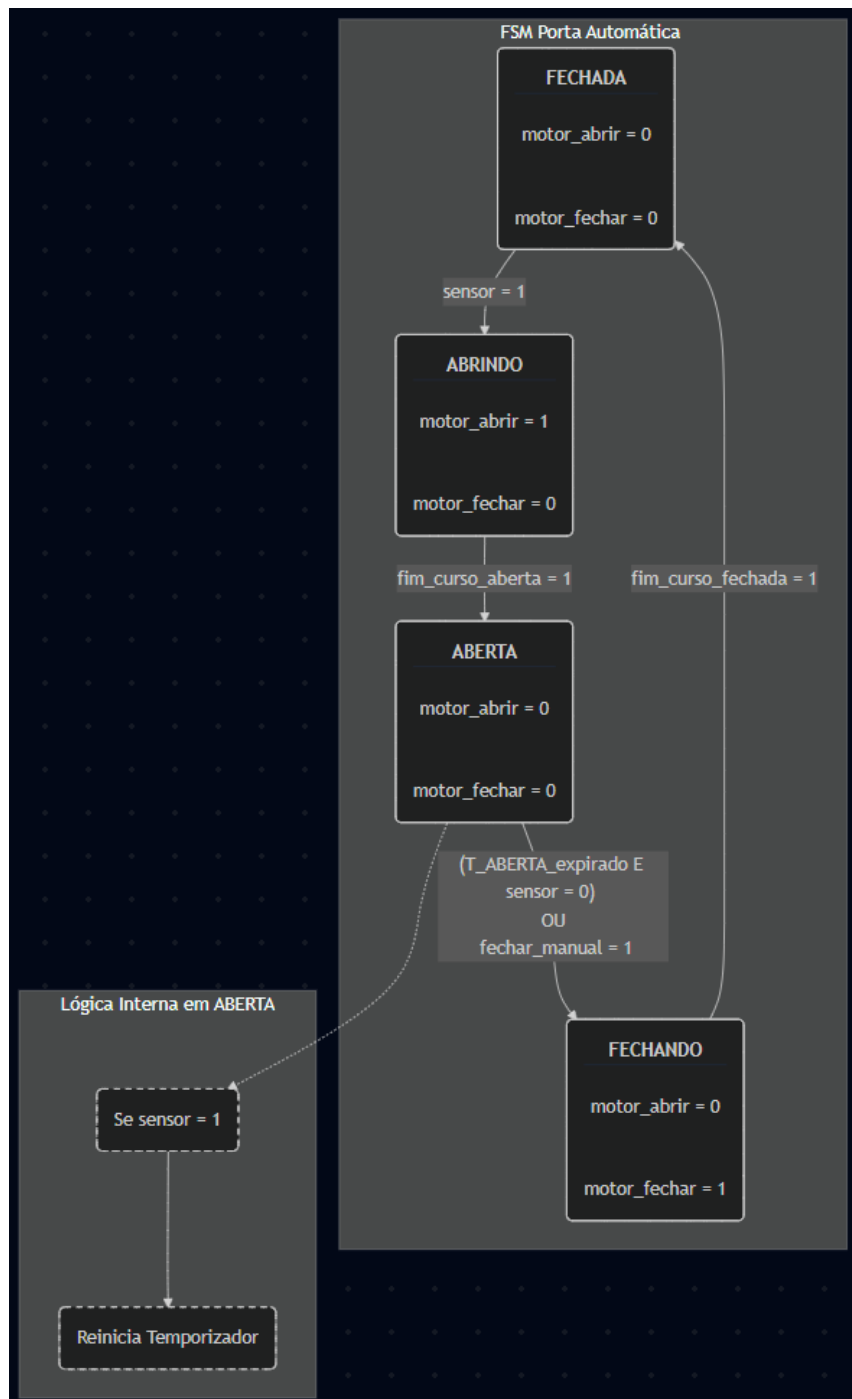 FSM Porta Automática
FECHADA
motor_abrir = 0
motor_fechar = 0
sensor = 1
ABRINDO
motor_abrir = 1
motor_fechar = 0
fim_curso_aberta = 1
fim_curso_fechada = 1
ABERTA
motor_abrir = 0
motor_fechar = 0
(T_ABERTA_expirado E
sensor = 0)
OU
fechar_manual = 1
Lógica Interna em ABERTA
FECHANDO
motor_abrir = 0
motor_fechar = 1
Se sensor = 1
Reinicia Temporizador